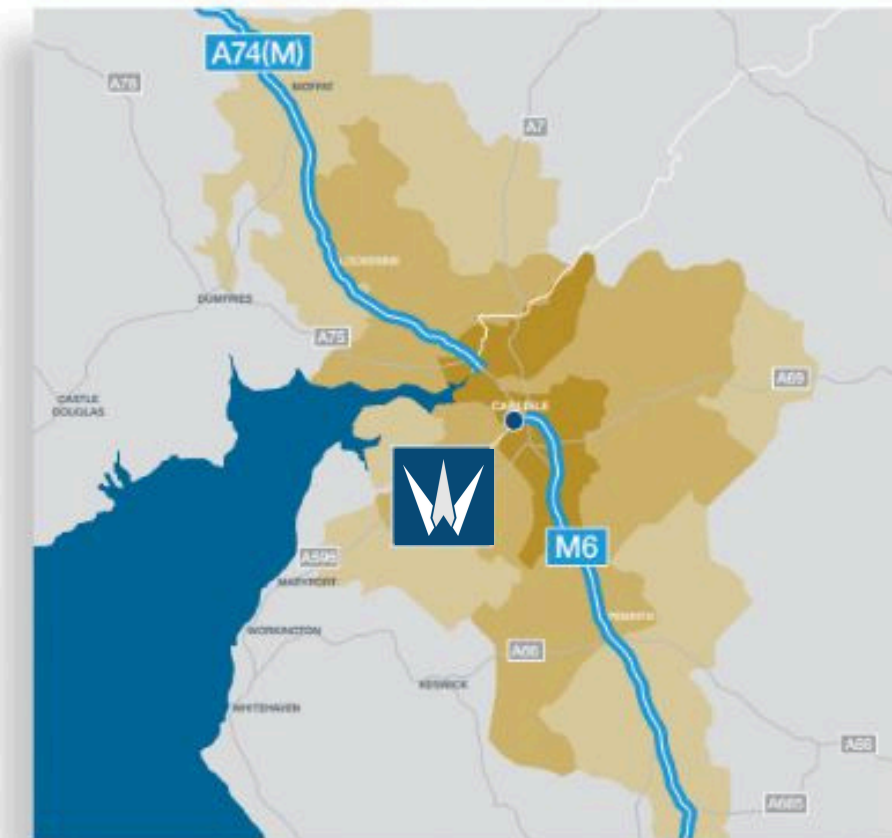 A74(M)
MOFFAT
A76
A7
LOCKERBIE
DUMFRIES
A75
A69
CASTLE
DOUGLAS
CARLISLE
W
M6
A596
MARYPORT
PENRITH
WORKINGTON
A66
KESWICK
WHITEHAVEN
A66
A685